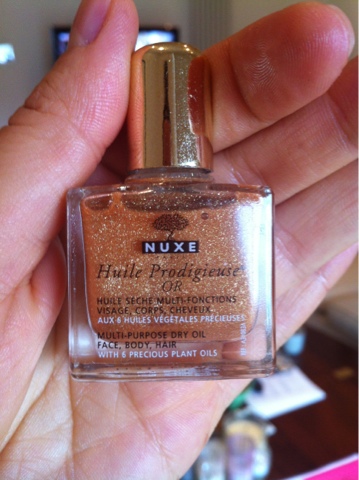 NUXE
Huile Prodigieuse
OR
HUILE SÈCHE MULTI-FONCTIONS
VISAGE, CORPS, CHEVEUX
AUX 6 HUILES VÉGÉTALES PRÉCIEUSES
MULTI-PURPOSE DRY OIL
FACE, BODY, HAIR
WITH 6 PRECIOUS PLANT OILS